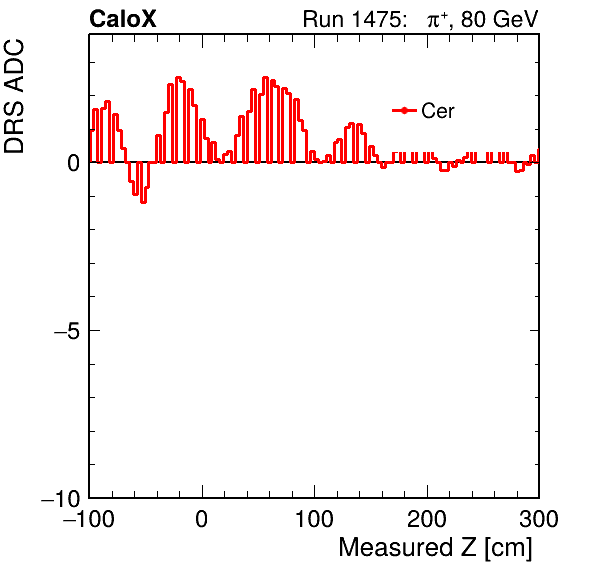 CaloX Run 1475: π⁺, 80 GeV
DRS ADC
Cer
0
−5
−10
−100 0 100 200 300
Measured Z [cm]